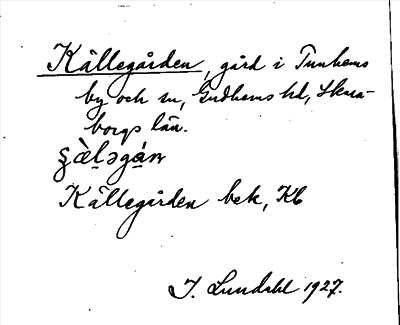 Källegården, gård i Tunhems
by och sn, Gudhems hd, Skara-
borgs län.
Källegården bek, Kb
I. Lundahl 1927.